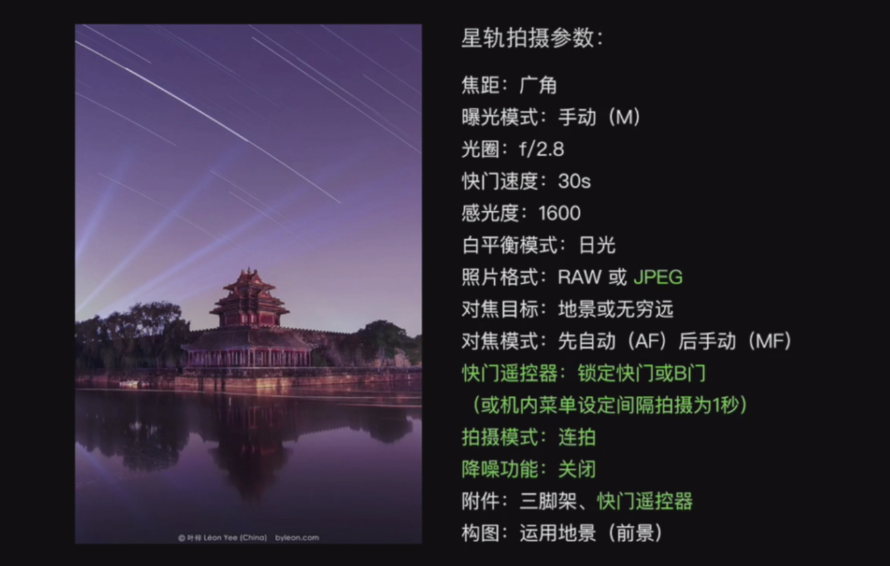 星轨拍摄参数：
焦距：广角
曝光模式：手动（M）
光圈：f/2.8
快门速度：30s
感光度：1600
白平衡模式：日光
照片格式：RAW 或 JPEG
对焦目标：地景或无穷远
对焦模式：先自动（AF）后手动（MF）
快门遥控器：锁定快门或B门
（或机内菜单设定间隔拍摄为1秒）
拍摄模式：连拍
降噪功能：关闭
附件：三脚架、快门遥控器
构图：运用地景（前景）
© 叶梓 Léon Yee (China) byleon.com